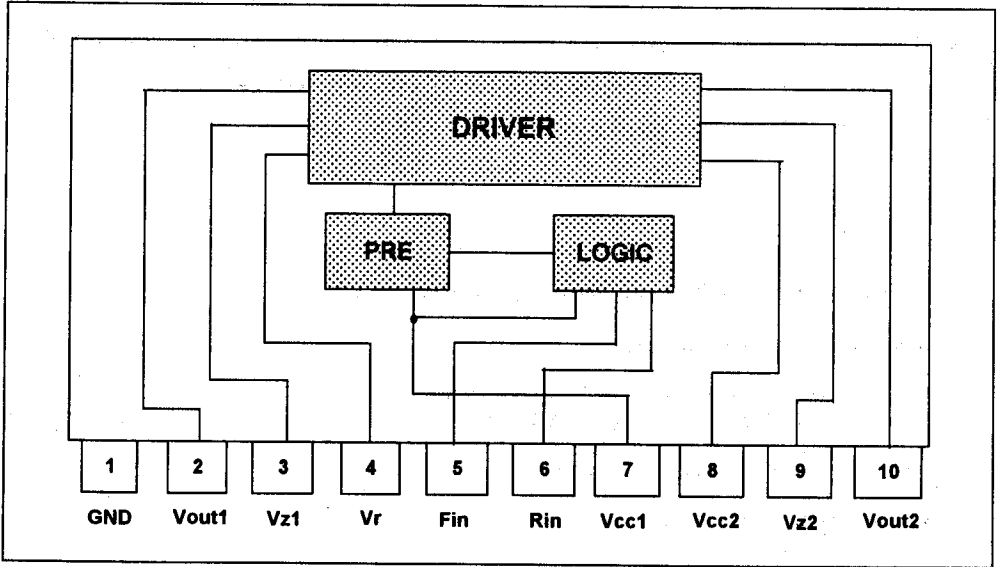 DRIVER
PRE
LOGIC
1 2 3 4 5 6 7 8 9 10
GND Vout1 Vz1 Vr Fin Rin Vcc1 Vcc2 Vz2 Vout2